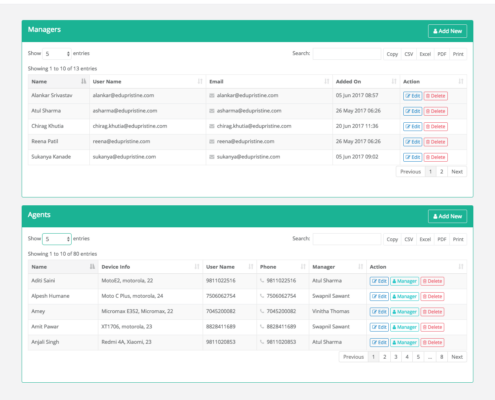 Managers
Add New
Show 5 entries
Search:
Copy CSV Excel PDF Print
Showing 1 to 10 of 13 entries
Name User Name Email Added On Action
Alankar Srivastav alankar@edupristine.com alankar@edupristine.com 05 Jun 2017 08:57 Edit Delete
Atul Sharma asharma@edupristine.com asharma@edupristine.com 26 May 2017 06:26 Edit Delete
Chirag Khutia chirag.khutia@edupristine.com chirag.khutia@edupristine.com 20 Jun 2017 11:36 Edit Delete
Reena Patil reena@edupristine.com reena@edupristine.com 26 May 2017 06:26 Edit Delete
Sukanya Kanade sukanya@edupristine.com sukanya@edupristine.com 05 Jun 2017 09:02 Edit Delete
Previous 1 2 Next
Agents
Add New
Show 5 entries
Search:
Copy CSV Excel PDF Print
Showing 1 to 10 of 80 entries
Name Device Info User Name Phone Manager Action
Aditi Saini MotoE2, motorola, 22 9811022516 9811022516 Atul Sharma Edit Manager Delete
Alpesh Humane Moto C Plus, motorola, 24 7506062754 7506062754 Swapnil Sawant Edit Manager Delete
Amey Micromax E352, Micromax, 22 7045200082 7045200082 Vinitha Thomas Edit Manager Delete
Amit Pawar XT1706, motorola, 23 8828411689 8828411689 Swapnil Sawant Edit Manager Delete
Anjali Singh Redmi 4A, Xiaomi, 23 9811020853 9811020853 Atul Sharma Edit Manager Delete
Previous 1 2 3 4 5 ... 8 Next